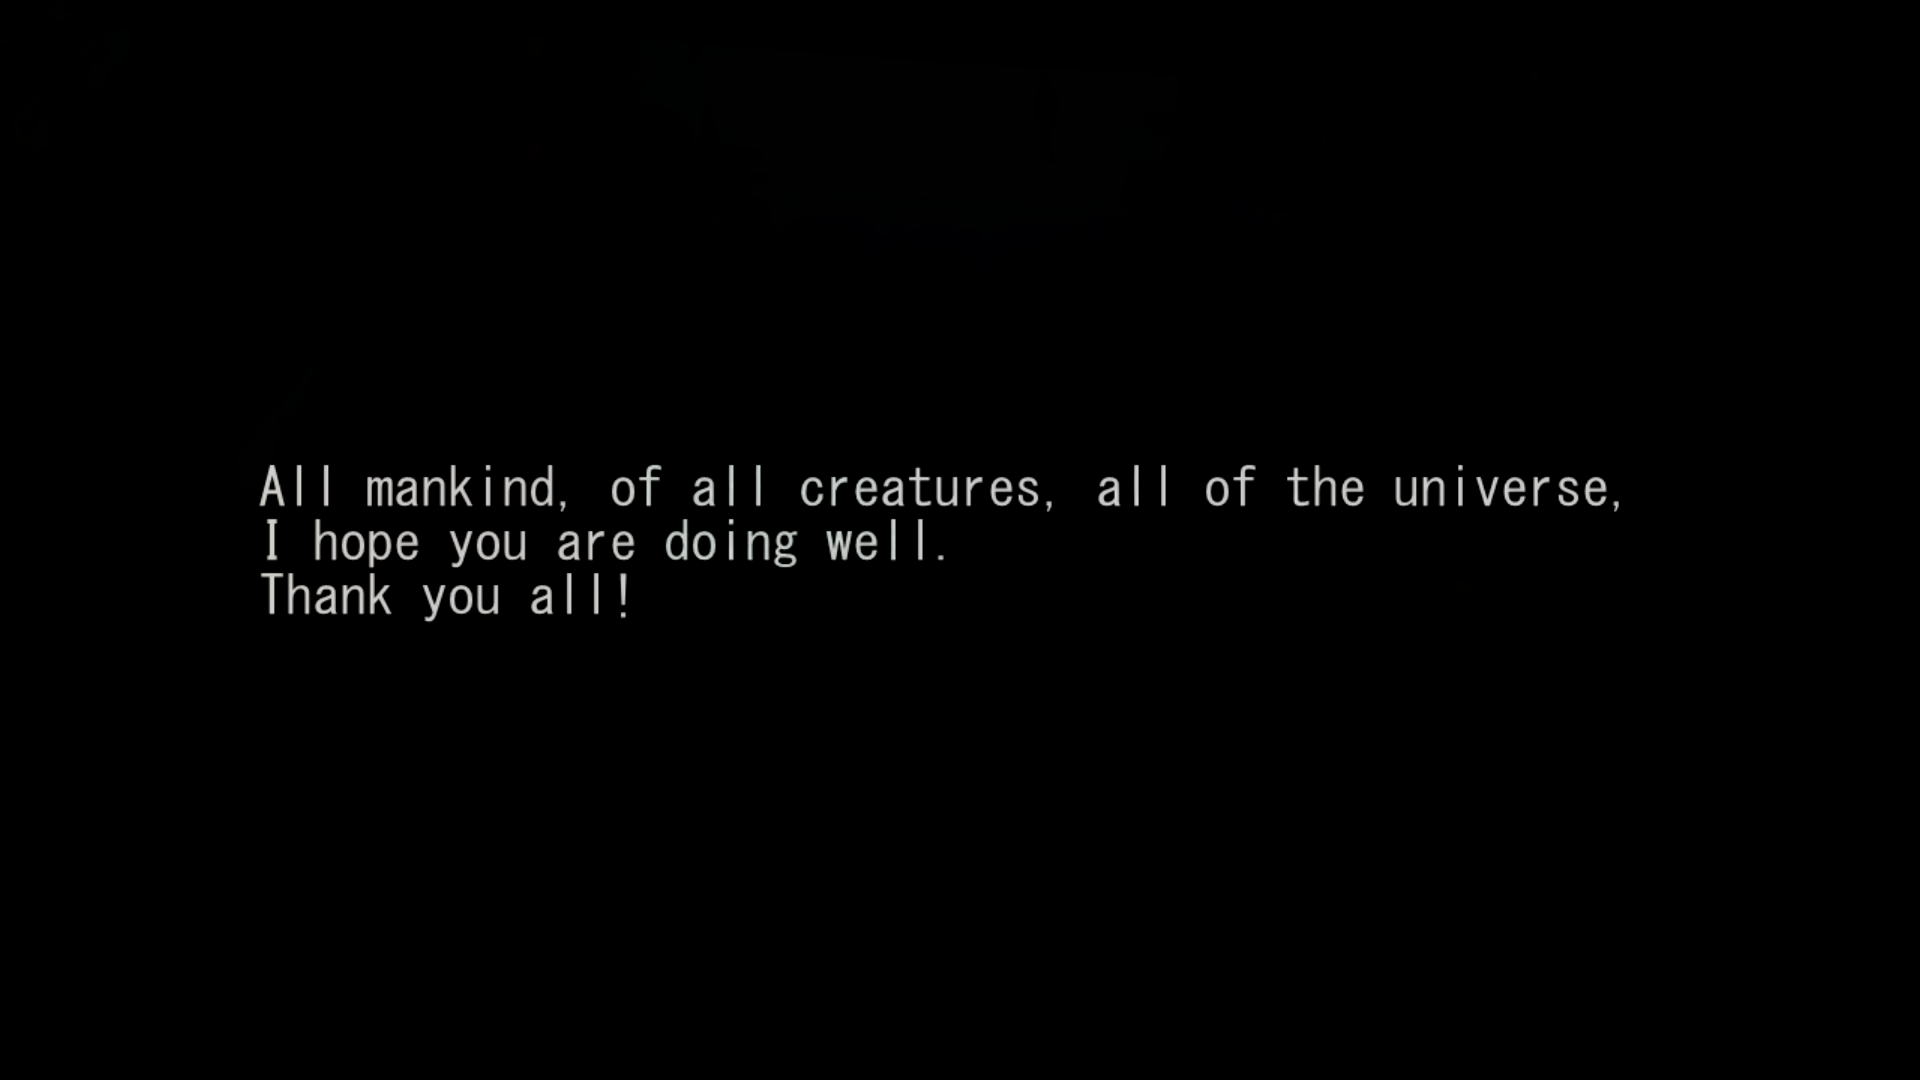 All mankind, of all creatures, all of the universe,
I hope you are doing well.
Thank you all!